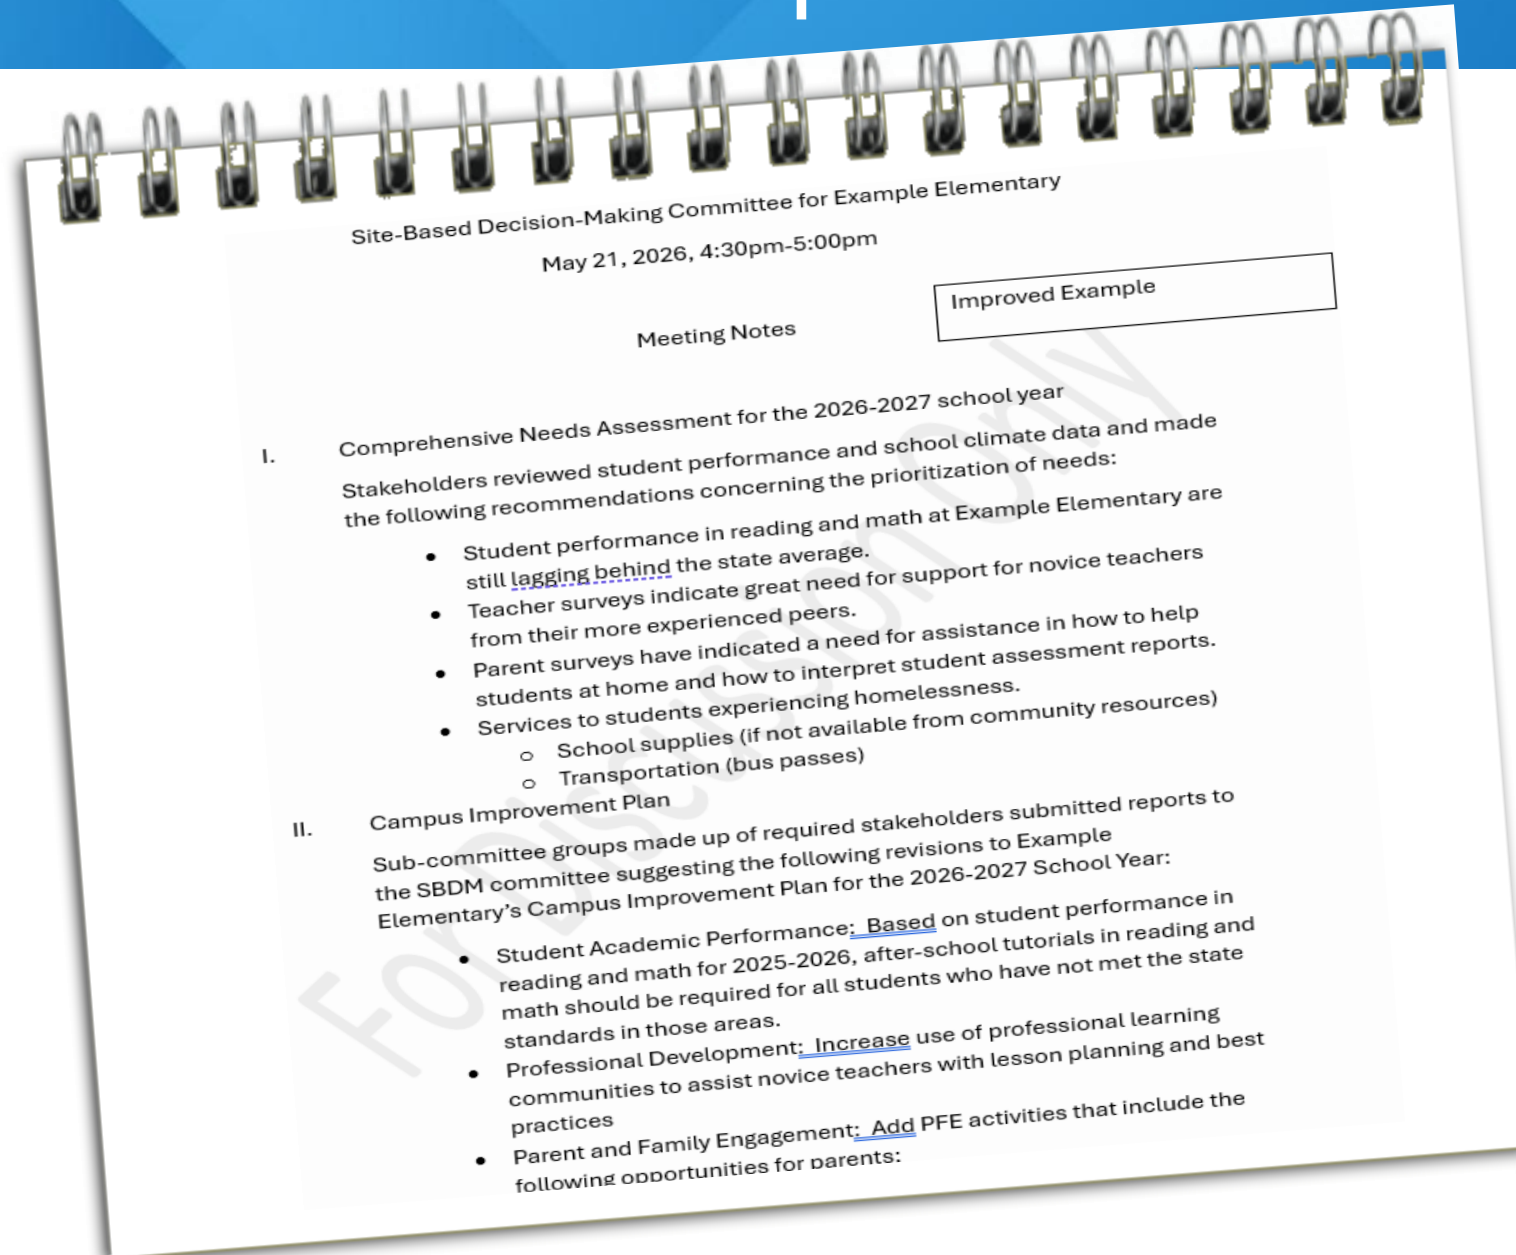 Site-Based Decision-Making Committee for Example Elementary
May 21, 2026, 4:30pm-5:00pm
Improved Example
Meeting Notes
I. Comprehensive Needs Assessment for the 2026-2027 school year
Stakeholders reviewed student performance and school climate data and made
the following recommendations concerning the prioritization of needs:
• Student performance in reading and math at Example Elementary are
still lagging behind the state average.
• Teacher surveys indicate great need for support for novice teachers
from their more experienced peers.
• Parent surveys have indicated a need for assistance in how to help
students at home and how to interpret student assessment reports.
• Services to students experiencing homelessness.
o School supplies (if not available from community resources)
o Transportation (bus passes)
II. Campus Improvement Plan
Sub-committee groups made up of required stakeholders submitted reports to
the SBDM committee suggesting the following revisions to Example
Elementary's Campus Improvement Plan for the 2026-2027 School Year:
• Student Academic Performance:  Based on student performance in
reading and math for 2025-2026, after-school tutorials in reading and
math should be required for all students who have not met the state
standards in those areas.
• Professional Development:  Increase use of professional learning
communities to assist novice teachers with lesson planning and best
practices
• Parent and Family Engagement:  Add PFE activities that include the
following opportunities for parents:
For Discussion Only